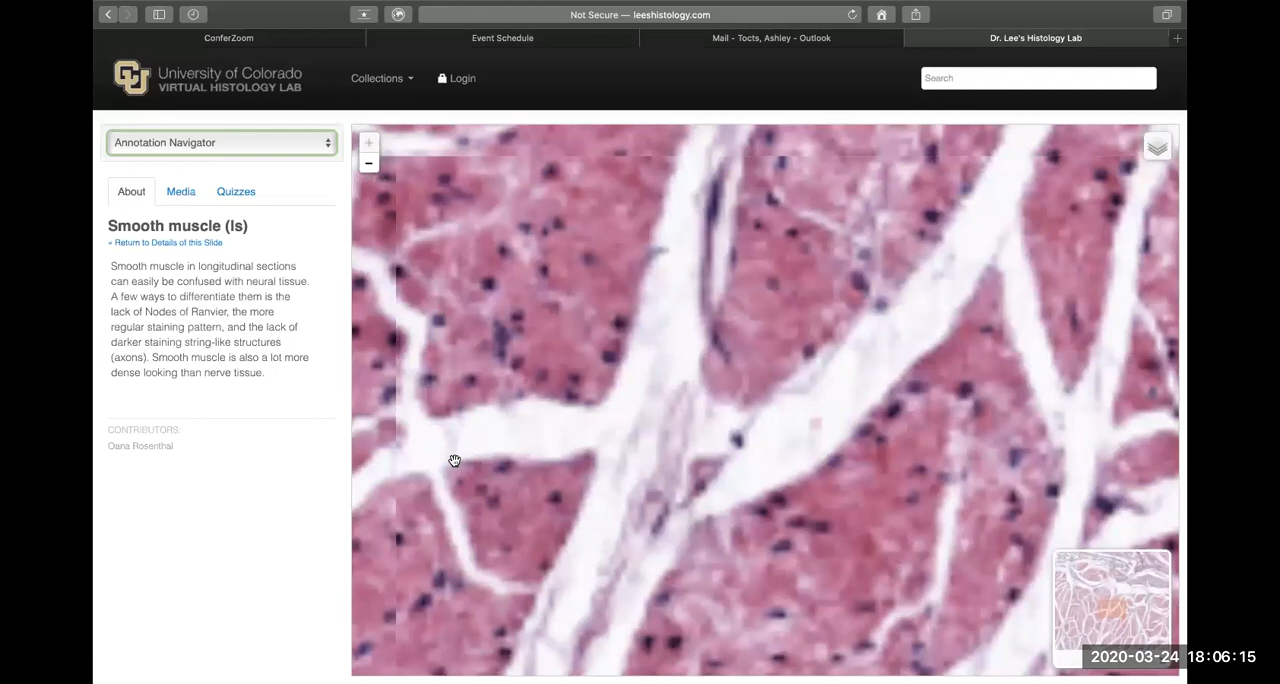 Not Secure — leeshistology.com
ConferZoom
Event Schedule
Mail - Tocts, Ashley - Outlook
Dr. Lee's Histology Lab
CU
University of Colorado
VIRTUAL HISTOLOGY LAB
Collections
Login
Search
Annotation Navigator
About
Media
Quizzes
Smooth muscle (ls)
« Return to Details of this Slide
Smooth muscle in longitudinal sections
can easily be confused with neural tissue.
A few ways to differentiate them is the
lack of Nodes of Ranvier, the more
regular staining pattern, and the lack of
darker staining string-like structures
(axons). Smooth muscle is also a lot more
dense looking than nerve tissue.
CONTRIBUTORS:
Oana Rosenthal
2020-03-24 18:06:15